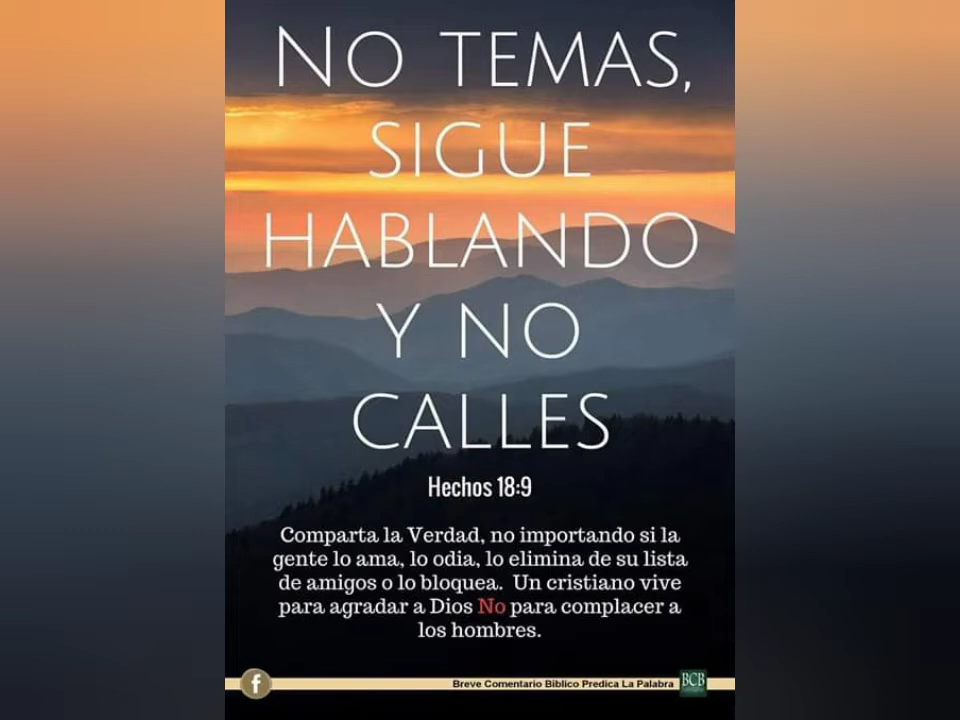 No temas,
sigue
hablando
y no
calles
Hechos 18:9
Comparta la Verdad, no importando si la
gente lo ama, lo odia, lo elimina de su lista
de amigos o lo bloquea. Un cristiano vive
para agradar a Dios No para complacer a
los hombres.
f
Breve Comentario Biblico Predica La Palabra
BCB